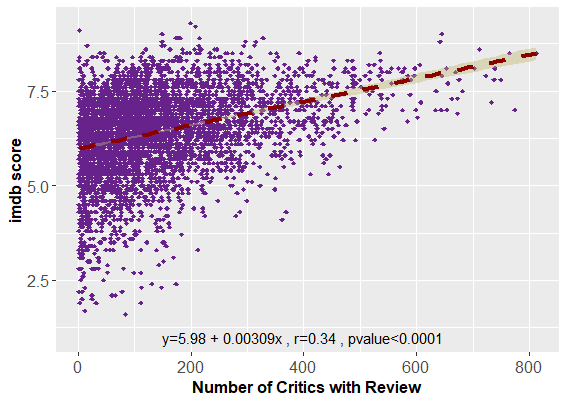 imdb score
7.5
5.0
2.5
y=5.98 + 0.00309x , r=0.34 , pvalue<0.0001
0 200 400 600 800
Number of Critics with Review